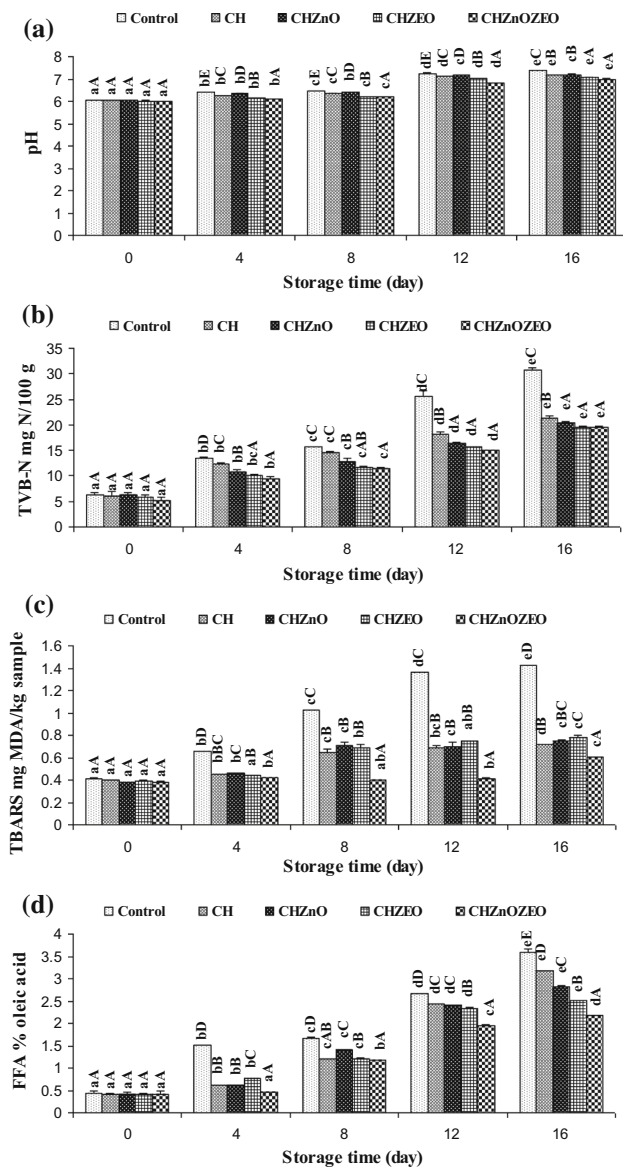 (a)
Control CH CHZnO CHZEO CHZnOZEO
8
7
6
5
4
3
2
1
0
pH
aA aA aA aA aA
bE bC bD bB bA
cE cC bD cB cA
dE dC cD dB dA
eC eB cB eA eA
0 4 8 12 16
Storage time (day)
(b)
Control CH CHZnO CHZEO CHZnOZEO
35
30
25
20
15
10
5
0
TVB-N mg N/100 g
aA aA aA aA aA
bD bC bB bcA bA
cC cC cB cAB cA
dC dB dA dA dA
eC eB eA eA eA
0 4 8 12 16
Storage time (day)
(c)
Control CH CHZnO CHZEO CHZnOZEO
1.6
1.4
1.2
1
0.8
0.6
0.4
0.2
0
TBARS mg MDA/kg sample
aA aA aA aA aA
bD bBC bC aB bA
cC cB cB bB abA
dC bcB cB abB bA
eD dB cBC cC cA
0 4 8 12 16
Storage time (day)
(d)
Control CH CHZnO CHZEO CHZnOZEO
4
3.5
3
2.5
2
1.5
1
0.5
0
FFA % oleic acid
aA aA aA aA aA
bD bB bB bC aA
cD cAB cC cB bA
dD dC dC dB cA
eE eD eC eB dA
0 4 8 12 16
Storage time (day)